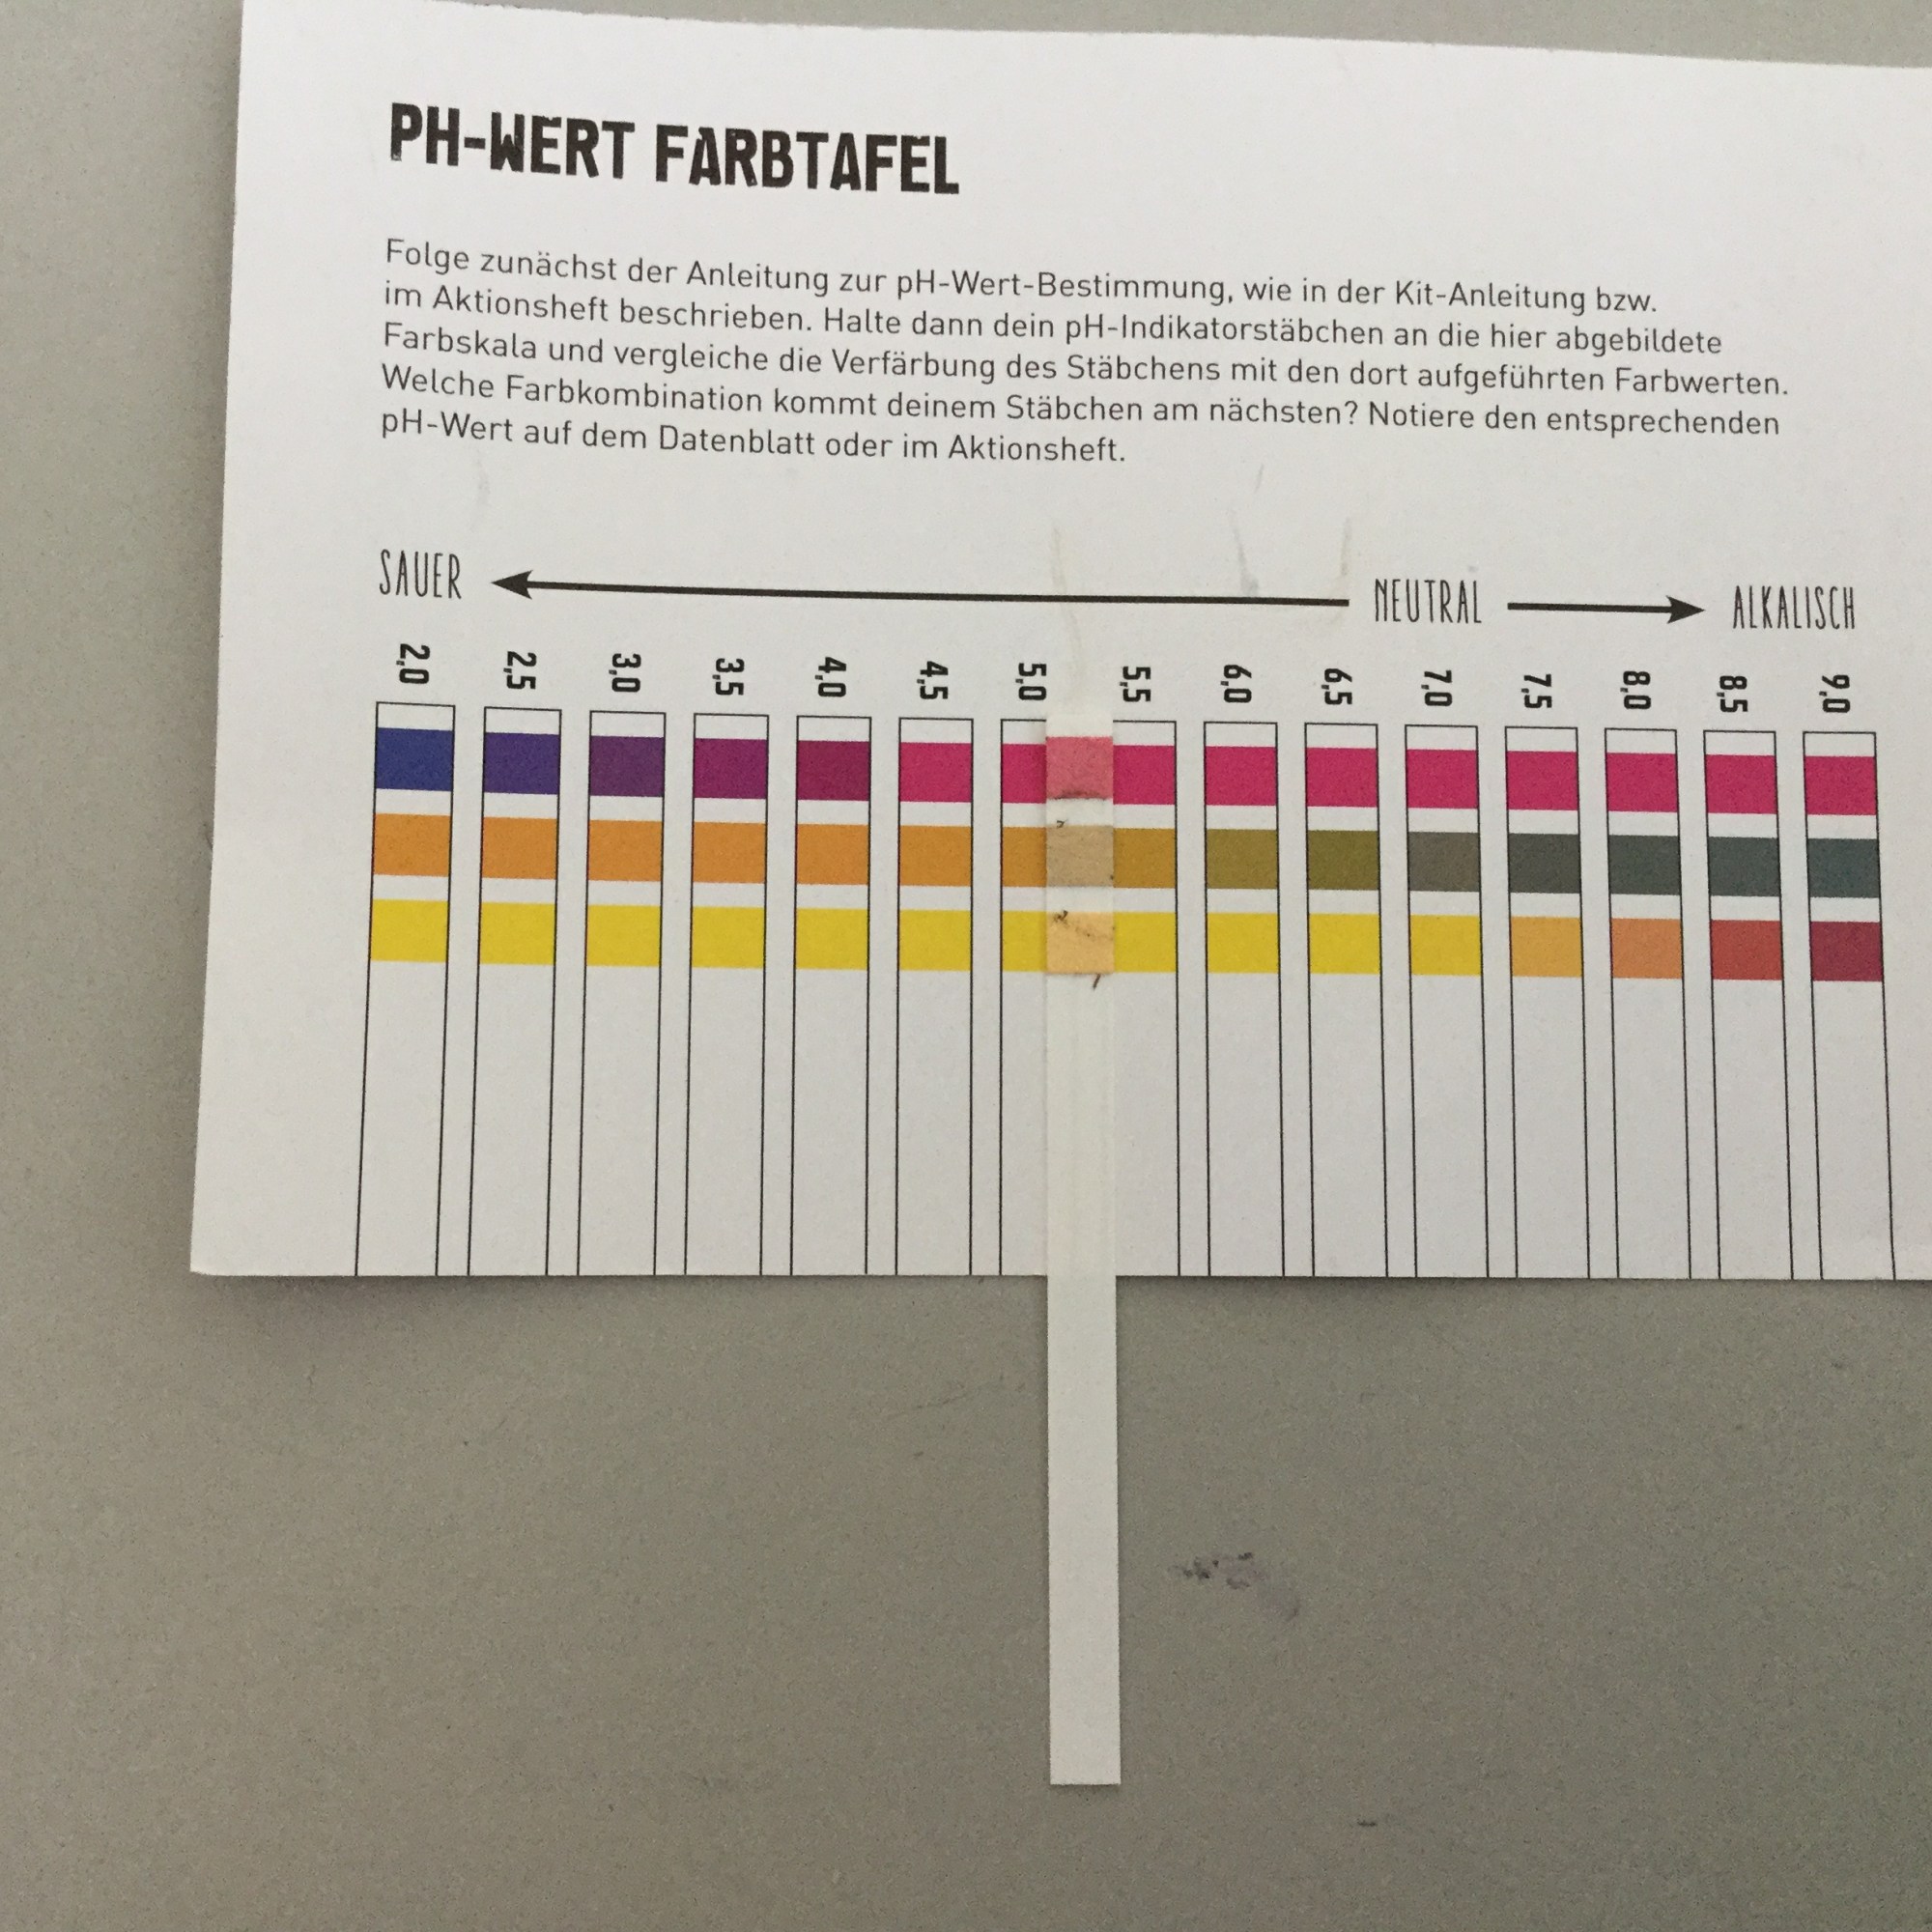 PH-WERT FARBTAFEL
Folge zunächst der Anleitung zur pH-Wert-Bestimmung, wie in der Kit-Anleitung bzw.
im Aktionsheft beschrieben. Halte dann dein pH-Indikatorstäbchen an die hier abgebildete
Farbskala und vergleiche die Verfärbung des Stäbchens mit den dort aufgeführten Farbwerten.
Welche Farbkombination kommt deinem Stäbchen am nächsten? Notiere den entsprechenden
pH-Wert auf dem Datenblatt oder im Aktionsheft.
SAUER NEUTRAL ALKALISCH
2,0 2,5 3,0 3,5 4,0 4,5 5,0 5,5 6,0 6,5 7,0 7,5 8,0 8,5 9,0